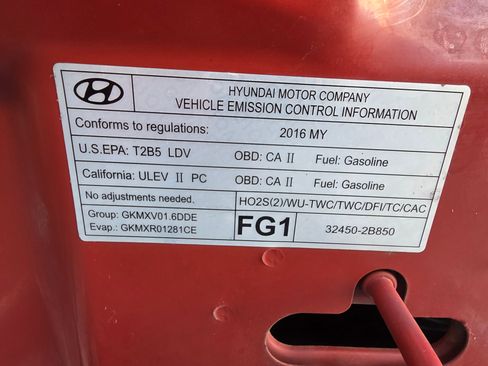 HYUNDAI MOTOR COMPANY
VEHICLE EMISSION CONTROL INFORMATION
Conforms to regulations: 2016 MY
U.S.EPA: T2B5 LDV OBD: CA II Fuel: Gasoline
California: ULEV II PC OBD: CA II Fuel: Gasoline
No adjustments needed. HO2S(2)/WU-TWC/TWC/DFI/TC/CAC
Group: GKMXV01.6DDE
Evap.: GKMXR01281CE
FG1
32450-2B850